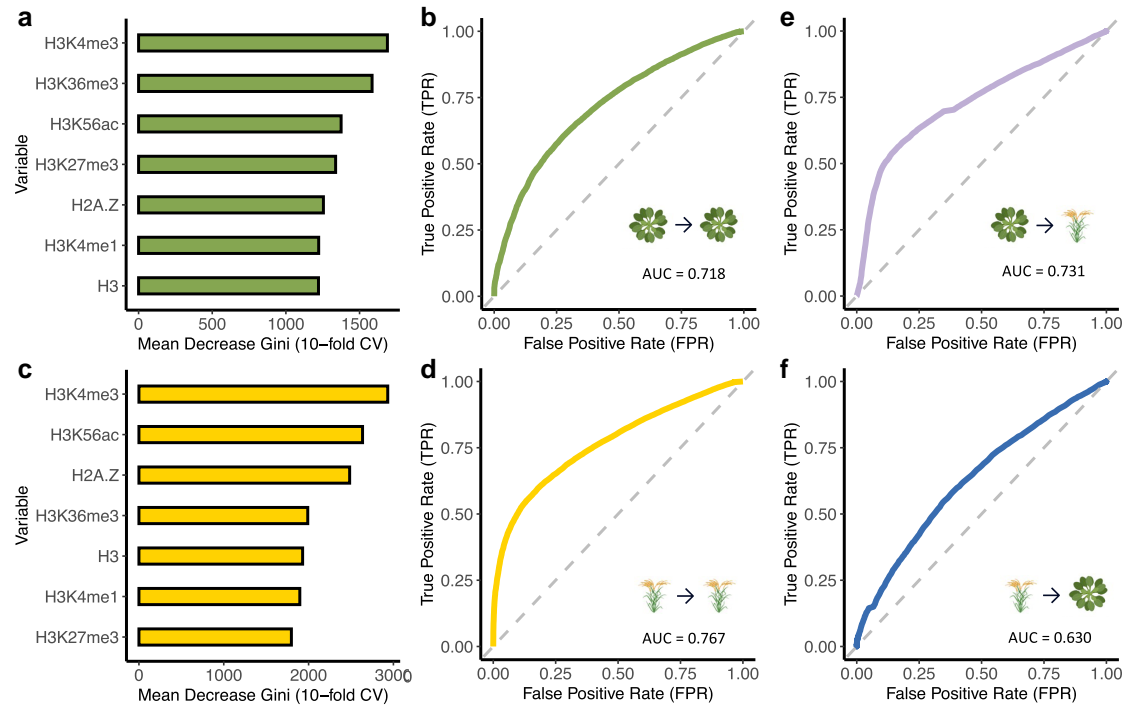 a
Variable
H3K4me3
H3K36me3
H3K56ac
H3K27me3
H2A.Z
H3K4me1
H3
0 500 1000 1500
Mean Decrease Gini (10−fold CV)
b
True Positive Rate (TPR)
1.00
0.75
0.50
0.25
0.00
AUC = 0.718
0.00 0.25 0.50 0.75 1.00
False Positive Rate (FPR)
e
True Positive Rate (TPR)
1.00
0.75
0.50
0.25
0.00
AUC = 0.731
0.00 0.25 0.50 0.75 1.00
False Positive Rate (FPR)
c
Variable
H3K4me3
H3K56ac
H2A.Z
H3K36me3
H3
H3K4me1
H3K27me3
0 1000 2000 3000
Mean Decrease Gini (10−fold CV)
d
True Positive Rate (TPR)
1.00
0.75
0.50
0.25
0.00
AUC = 0.767
0.00 0.25 0.50 0.75 1.00
False Positive Rate (FPR)
f
True Positive Rate (TPR)
1.00
0.75
0.50
0.25
0.00
AUC = 0.630
0.00 0.25 0.50 0.75 1.00
False Positive Rate (FPR)